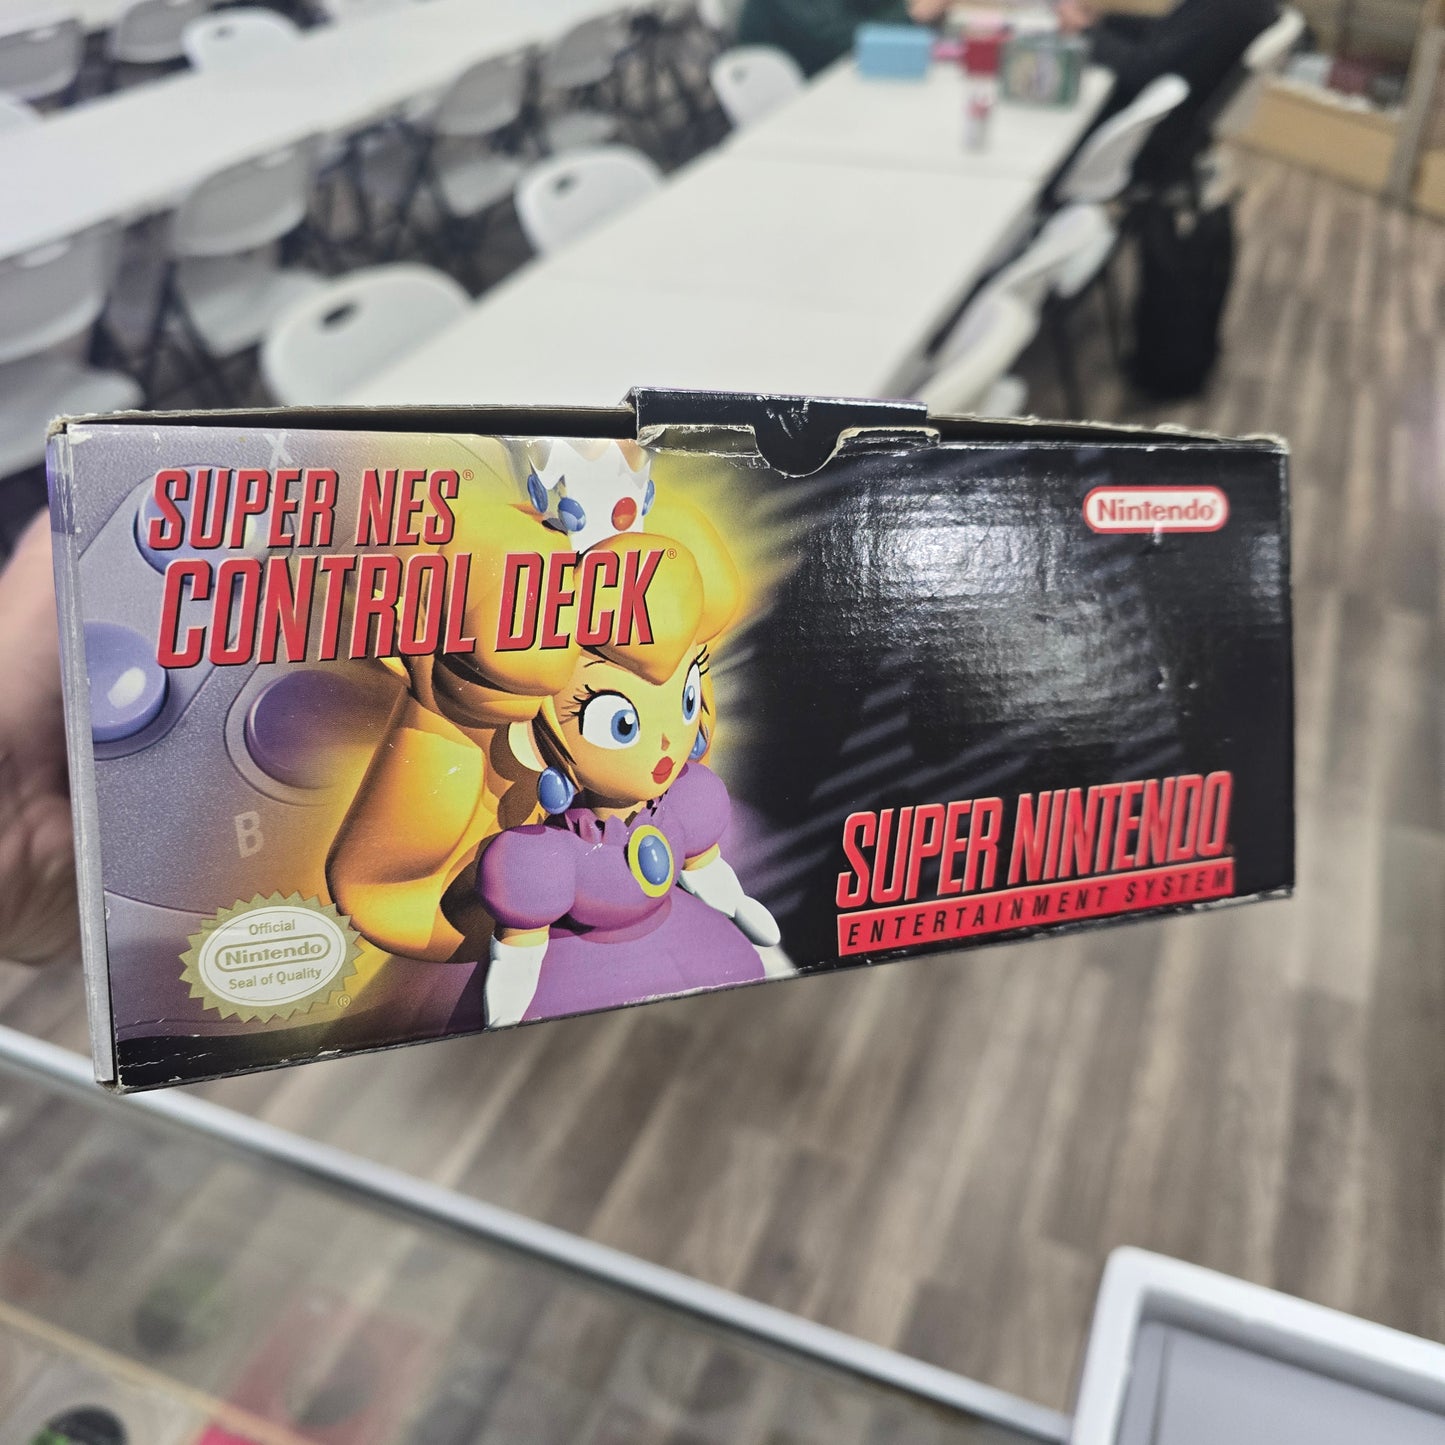 SUPER NES®
CONTROL DECK®
Nintendo®
X
B
SUPER NINTENDO
ENTERTAINMENT SYSTEM
Official
Nintendo
Seal of Quality
®